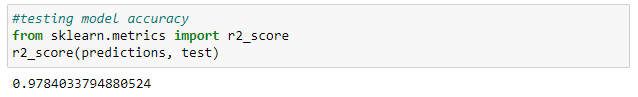 #testing model accuracy
from sklearn.metrics import r2_score
r2_score(predictions, test)
0.9784033794880524